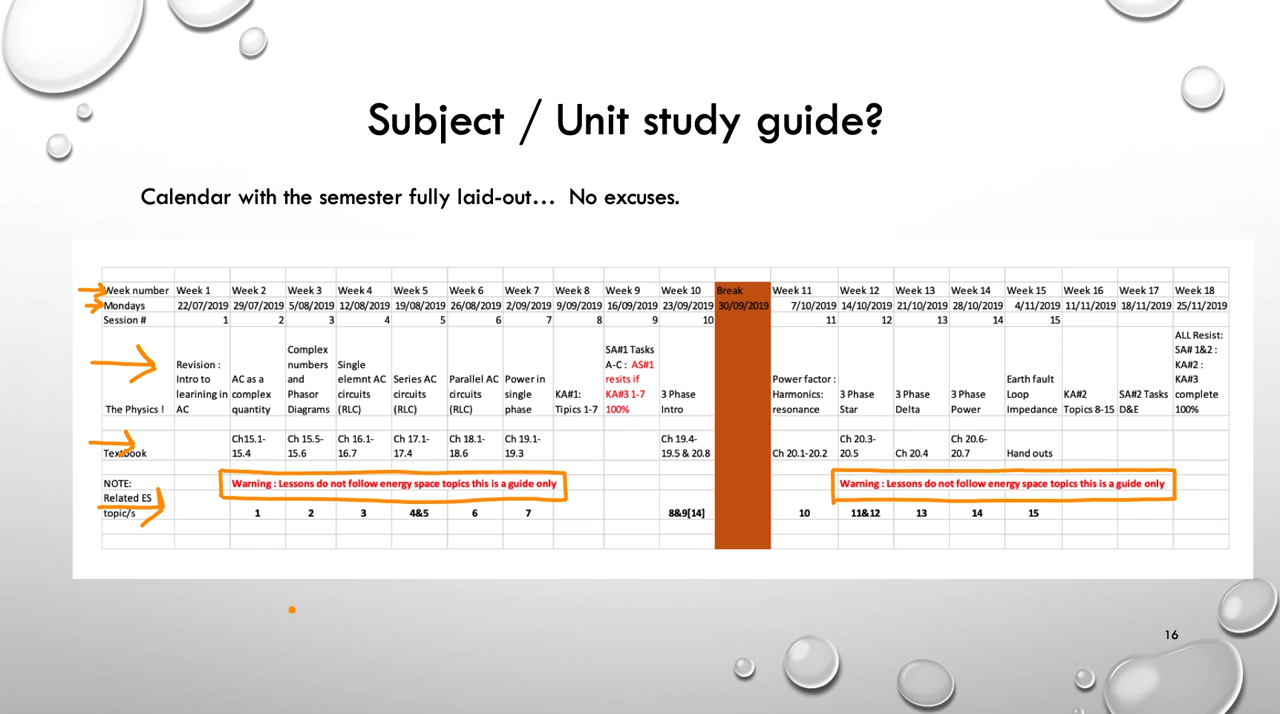 Subject / Unit study guide?
Calendar with the semester fully laid-out… No excuses.
Week number Week 1 Week 2 Week 3 Week 4 Week 5 Week 6 Week 7 Week 8 Week 9 Week 10 Break Week 11 Week 12 Week 13 Week 14 Week 15 Week 16 Week 17 Week 18
Mondays 22/07/2019 29/07/2019 5/08/2019 12/08/2019 19/08/2019 26/08/2019 2/09/2019 9/09/2019 16/09/2019 23/09/2019 30/09/2019 7/10/2019 14/10/2019 21/10/2019 28/10/2019 4/11/2019 11/11/2019 18/11/2019 25/11/2019
Session # 1 2 3 4 5 6 7 8 9 10 11 12 13 14 15
The Physics !
Revision :
Intro to
learining in
AC
AC as a
complex
quantity
Complex
numbers
and
Phasor
Diagrams
Single
elemnt AC
circuits
(RLC)
Series AC
circuits
(RLC)
Parallel AC
circuits
(RLC)
Power in
single
phase
KA#1:
Tipics 1-7
SA#1 Tasks
A-C : AS#1
resits if
KA#3 1-7
100%
3 Phase
Intro
Power factor :
Harmonics:
resonance
3 Phase
Star
3 Phase
Delta
3 Phase
Power
Earth fault
Loop
Impedance
KA#2
Topics 8-15
SA#2 Tasks
D&E
ALL Resist:
SA# 1&2 :
KA#2 :
KA#3
complete
100%
Textbook
Ch15.1-
15.4
Ch 15.5-
15.6
Ch 16.1-
16.7
Ch 17.1-
17.4
Ch 18.1-
18.6
Ch 19.1-
19.3
Ch 19.4-
19.5 & 20.8
Ch 20.1-20.2
Ch 20.3-
20.5
Ch 20.4
Ch 20.6-
20.7
Hand outs
NOTE: Warning : Lessons do not follow energy space topics this is a guide only Warning : Lessons do not follow energy space topics this is a guide only
Related ES
topic/s 1 2 3 4&5 6 7 8&9[14] 10 11&12 13 14 15
16